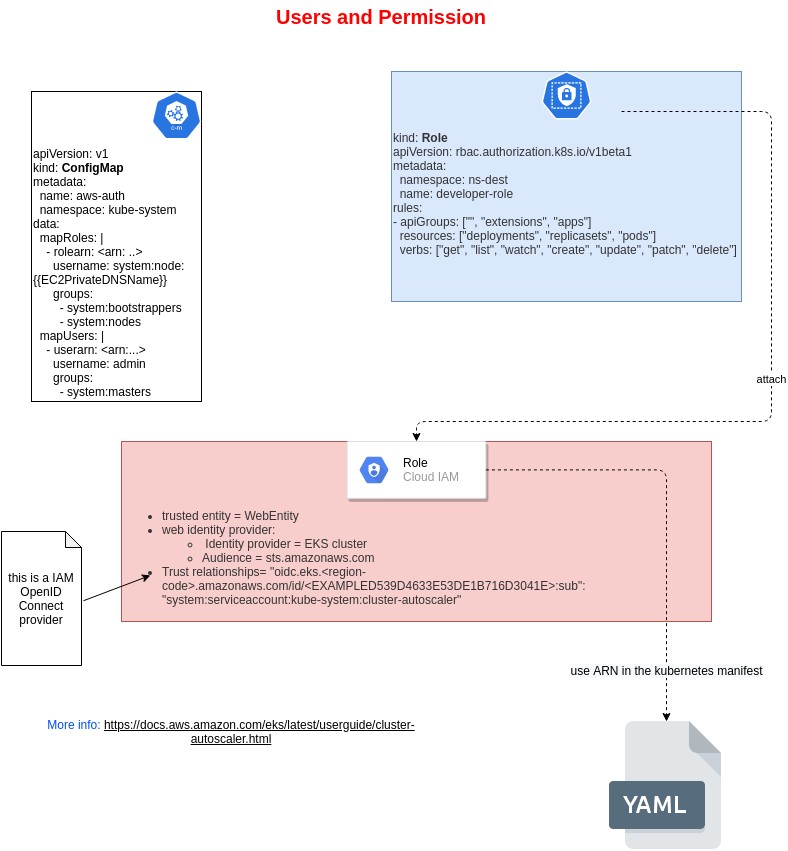 Users and Permission
c-m
apiVersion: v1
kind: ConfigMap
metadata:
  name: aws-auth
  namespace: kube-system
data:
  mapRoles: |
    - rolearn: <arn: ..>
      username: system:node:
{{EC2PrivateDNSName}}
      groups:
        - system:bootstrappers
        - system:nodes
  mapUsers: |
    - userarn: <arn:...>
      username: admin
      groups:
        - system:masters
kind: Role
apiVersion: rbac.authorization.k8s.io/v1beta1
metadata:
  namespace: ns-dest
  name: developer-role
rules:
- apiGroups: ["", "extensions", "apps"]
  resources: ["deployments", "replicasets", "pods"]
  verbs: ["get", "list", "watch", "create", "update", "patch", "delete"]
attach
Role
Cloud IAM
• trusted entity = WebEntity
• web identity provider:
○ Identity provider = EKS cluster
○ Audience = sts.amazonaws.com
• Trust relationships= "oidc.eks.<region-
code>.amazonaws.com/id/<EXAMPLED539D4633E53DE1B716D3041E>:sub":
"system:serviceaccount:kube-system:cluster-autoscaler"
this is a IAM
OpenID
Connect
provider
use ARN in the kubernetes manifest
More info: https://docs.aws.amazon.com/eks/latest/userguide/cluster-
autoscaler.html
YAML